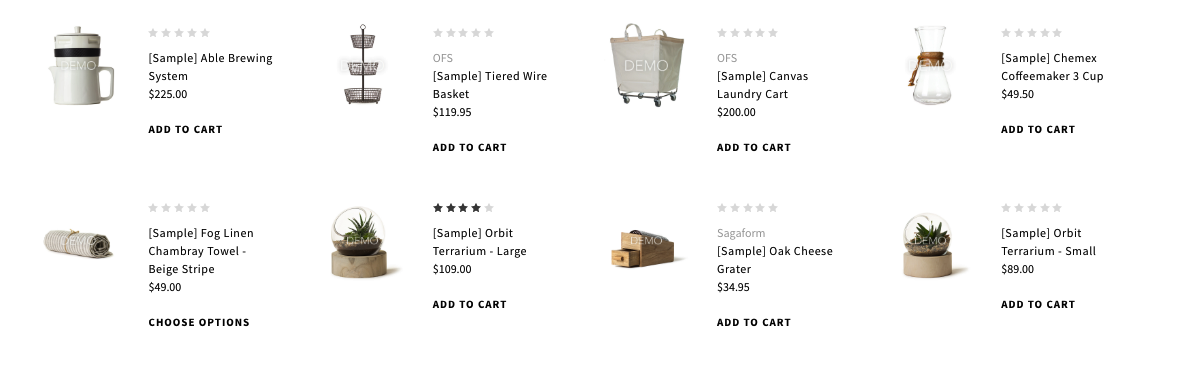 [Sample] Able Brewing
System
$225.00
ADD TO CART
DEMO
OFS
[Sample] Tiered Wire
Basket
$119.95
ADD TO CART
DEMO
OFS
[Sample] Canvas
Laundry Cart
$200.00
ADD TO CART
DEMO
[Sample] Chemex
Coffeemaker 3 Cup
$49.50
ADD TO CART
DEMO
[Sample] Fog Linen
Chambray Towel -
Beige Stripe
$49.00
CHOOSE OPTIONS
DEMO
[Sample] Orbit
Terrarium - Large
$109.00
ADD TO CART
DEMO
Sagaform
[Sample] Oak Cheese
Grater
$34.95
ADD TO CART
DEMO
[Sample] Orbit
Terrarium - Small
$89.00
ADD TO CART
DEMO